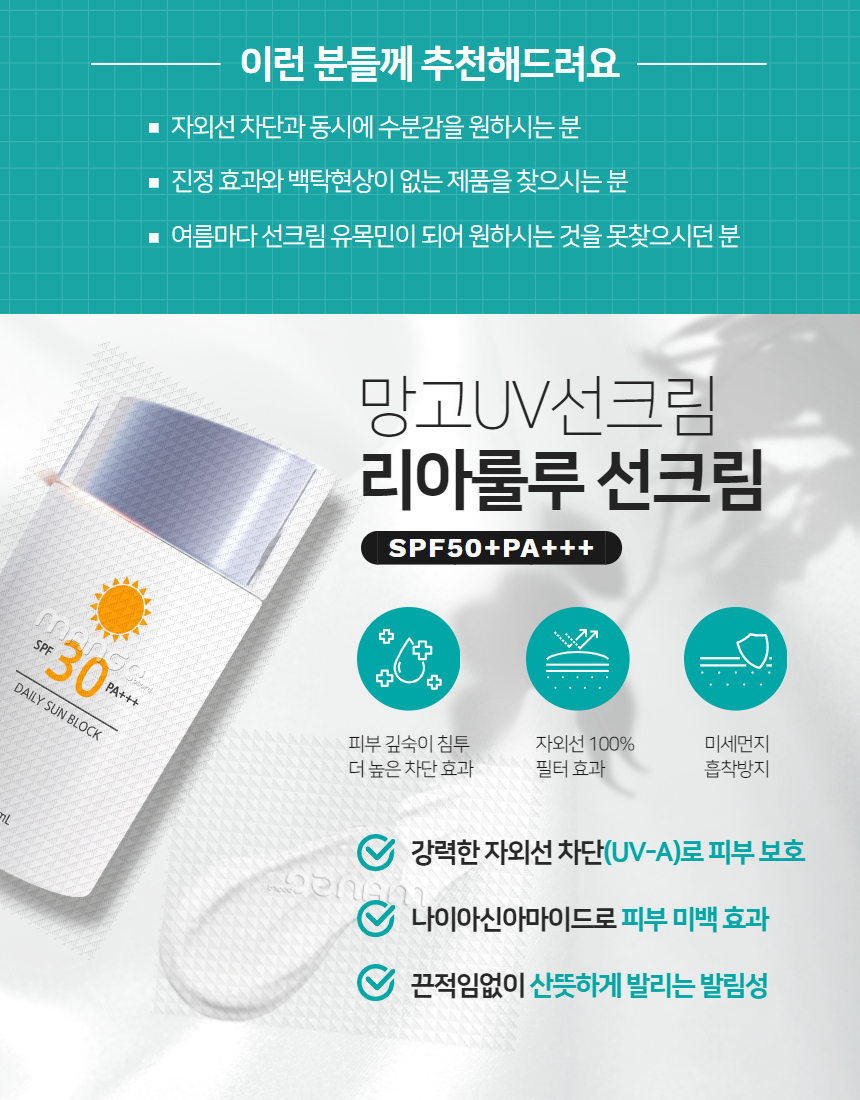 이런 분들께 추천해드려요
■ 자외선 차단과 동시에 수분감을 원하시는 분
■ 진정 효과와 백탁현상이 없는 제품을 찾으시는 분
■ 여름마다 선크림 유목민이 되어 원하시는 것을 못찾으시던 분
망고UV선크림
리아룰루 선크림
SPF50+PA+++
manga
SPF 30 PA+++
DAILY SUN BLOCK
mL
피부 깊숙이 침투
더 높은 차단 효과
자외선 100%
필터 효과
미세먼지
흡착방지
강력한 자외선 차단(UV-A)로 피부 보호
나이아신아마이드로 피부 미백 효과
끈적임없이 산뜻하게 발리는 발림성